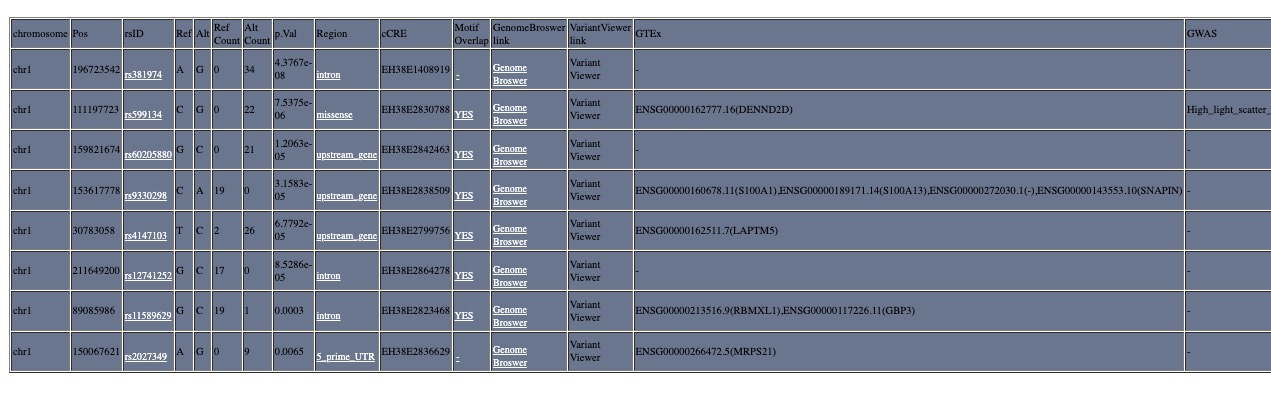 chromosome Pos rsID Ref Alt Ref Count Alt Count p.Val Region cCRE Motif Overlap GenomeBroswer link VariantViewer link GTEx GWAS
chr1 196723542 rs381974 A G 0 34 4.3767e-08 intron EH38E1408919 - Genome Broswer Variant Viewer - -
chr1 111197723 rs599134 C G 0 22 7.5375e-06 missense EH38E2830788 YES Genome Broswer Variant Viewer ENSG00000162777.16(DENND2D) High_light_scatter_
chr1 159821674 rs60205880 G C 0 21 1.2063e-05 upstream_gene EH38E2842463 YES Genome Broswer Variant Viewer - -
chr1 153617778 rs9330298 C A 19 0 3.1583e-05 upstream_gene EH38E2838509 YES Genome Broswer Variant Viewer ENSG00000160678.11(S100A1),ENSG00000189171.14(S100A13),ENSG00000272030.1(-),ENSG00000143553.10(SNAPIN) -
chr1 30783058 rs4147103 T C 2 26 6.7792e-05 upstream_gene EH38E2799756 YES Genome Broswer Variant Viewer ENSG00000162511.7(LAPTM5) -
chr1 211649200 rs12741252 G C 17 0 8.5286e-05 intron EH38E2864278 YES Genome Broswer Variant Viewer - -
chr1 89085986 rs11589629 G C 19 1 0.0003 intron EH38E2823468 YES Genome Broswer Variant Viewer ENSG00000213516.9(RBMXL1),ENSG00000117226.11(GBP3) -
chr1 150067621 rs2027349 A G 0 9 0.0065 5_prime_UTR EH38E2836629 - Genome Broswer Variant Viewer ENSG00000266472.5(MRPS21) -